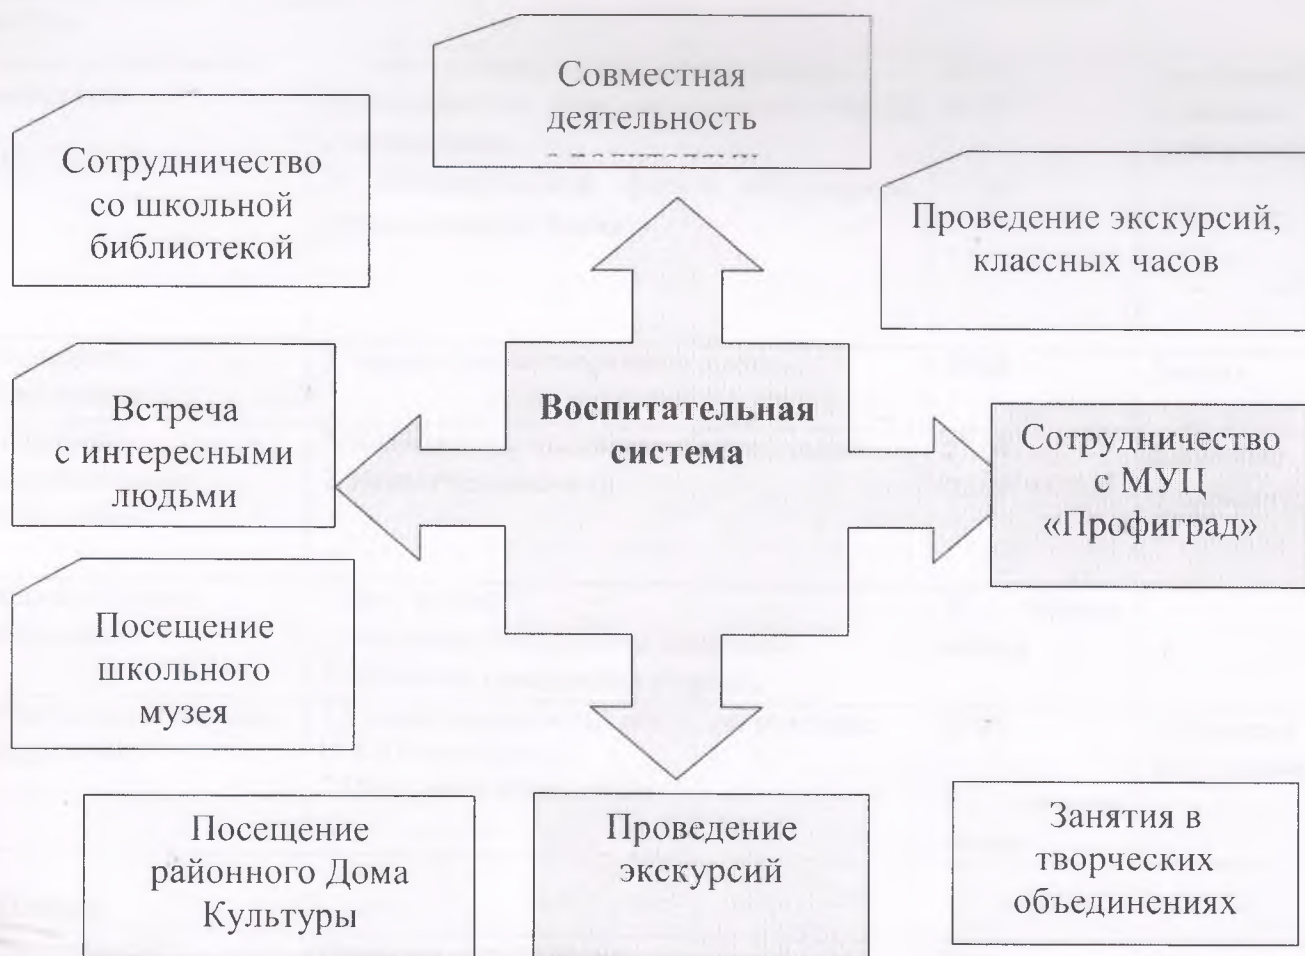 Совместная
деятельность
Сотрудничество
со школьной
библиотекой
Проведение экскурсий,
классных часов
Встреча
с интересными
людьми
Воспитательная
система
Сотрудничество
с МУЦ
«Профиград»
Посещение
школьного
музея
Посещение
районного Дома
Культуры
Проведение
экскурсий
Занятия в
творческих
объединениях